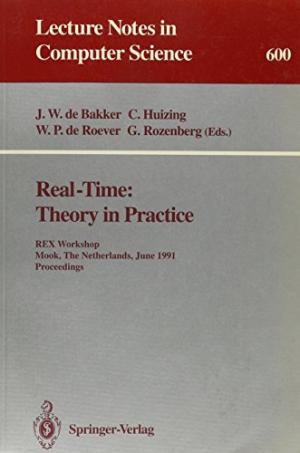 Lecture Notes in
Computer Science
600
J. W. de Bakker C. Huizing
W. P. de Roever G. Rozenberg (Eds.)
Real-Time:
Theory in Practice
REX Workshop
Mook, The Netherlands, June 1991
Proceedings
Springer-Verlag